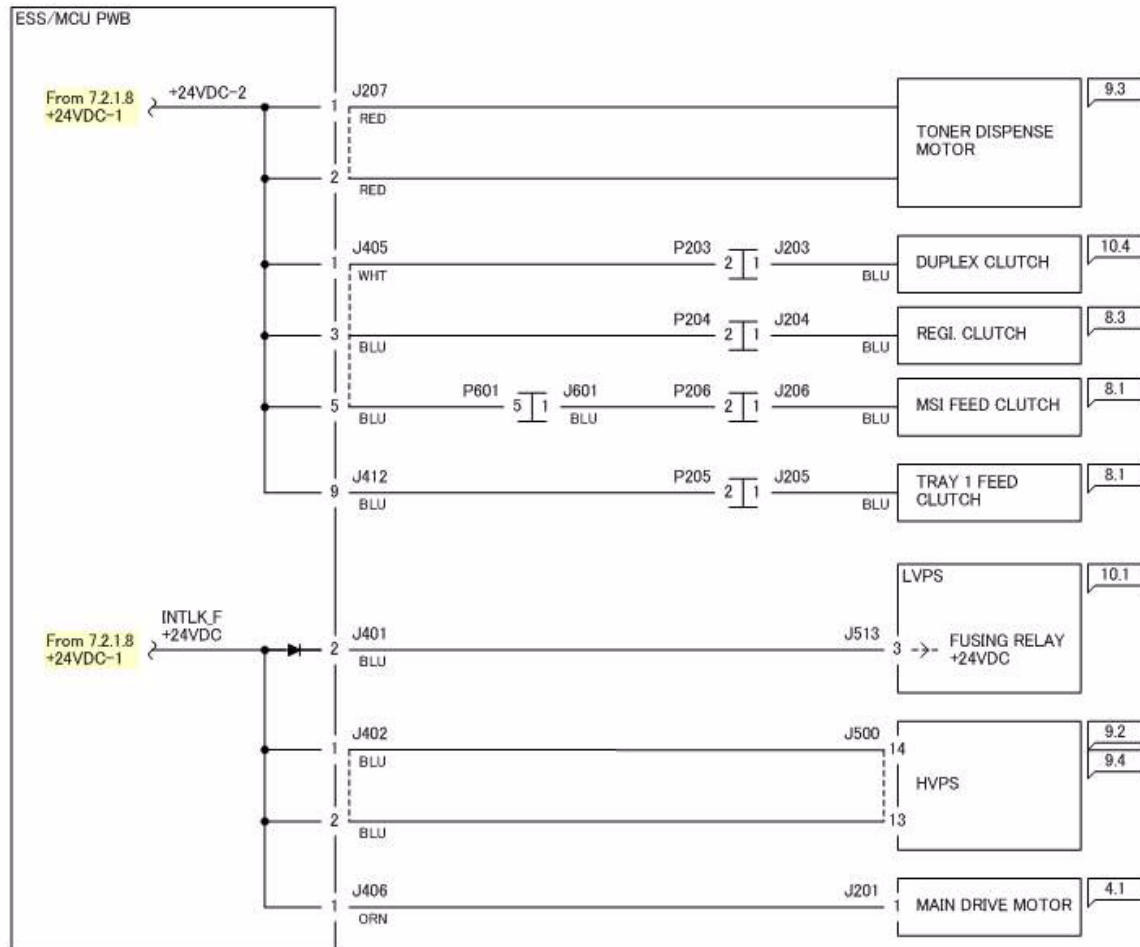 ESS/MCU PWB
From 7.2.1.8
+24VDC-1
+24VDC-2
1
J207
RED
TONER DISPENSE
MOTOR
9.3
2
RED
1
J405
WHT
P203
2
1
J203
BLU
DUPLEX CLUTCH
10.4
3
BLU
P204
2
1
J204
BLU
REGI. CLUTCH
8.3
5
BLU
P601
5
1
J601
BLU
P206
2
1
J206
BLU
MSI FEED CLUTCH
8.1
9
J412
BLU
P205
2
1
J205
BLU
TRAY 1 FEED
CLUTCH
8.1
From 7.2.1.8
+24VDC-1
INTLK_F
+24VDC
2
J401
BLU
J513
3
LVPS
FUSING RELAY
+24VDC
10.1
1
J402
BLU
J500
14
HVPS
9.2
9.4
2
BLU
13
1
J406
ORN
J201
1
MAIN DRIVE MOTOR
4.1